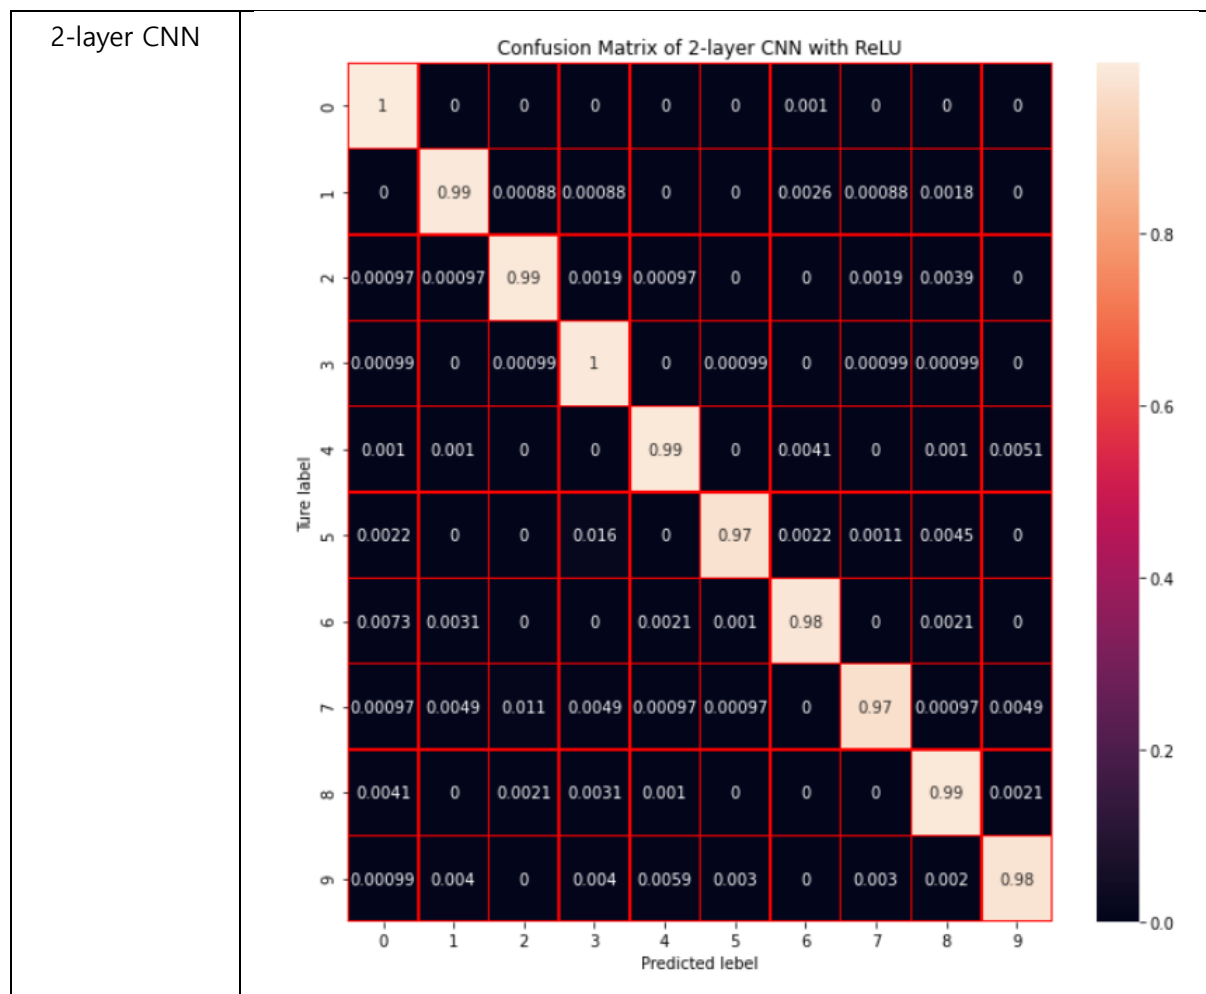 2-layer CNN
Confusion Matrix of 2-layer CNN with ReLU
0 1 0 0 0 0 0 0.001 0 0 0
1 0 0.99 0.00088 0.00088 0 0 0.0026 0.00088 0.0018 0
0.8
2 0.00097 0.00097 0.99 0.0019 0.00097 0 0 0.0019 0.0039 0
3 0.00099 0 0.00099 1 0 0.00099 0 0.00099 0.00099 0
0.6
4 0.001 0.001 0 0 0.99 0 0.0041 0 0.001 0.0051
Ture label
5 0.0022 0 0 0.016 0 0.97 0.0022 0.0011 0.0045 0
0.4
6 0.0073 0.0031 0 0 0.0021 0.001 0.98 0 0.0021 0
7 0.00097 0.0049 0.011 0.0049 0.00097 0.00097 0 0.97 0.00097 0.0049
0.2
8 0.0041 0 0.0021 0.0031 0.001 0 0 0 0.99 0.0021
9 0.00099 0.004 0 0.004 0.0059 0.003 0 0.003 0.002 0.98
0.0
0 1 2 3 4 5 6 7 8 9
Predicted lebel